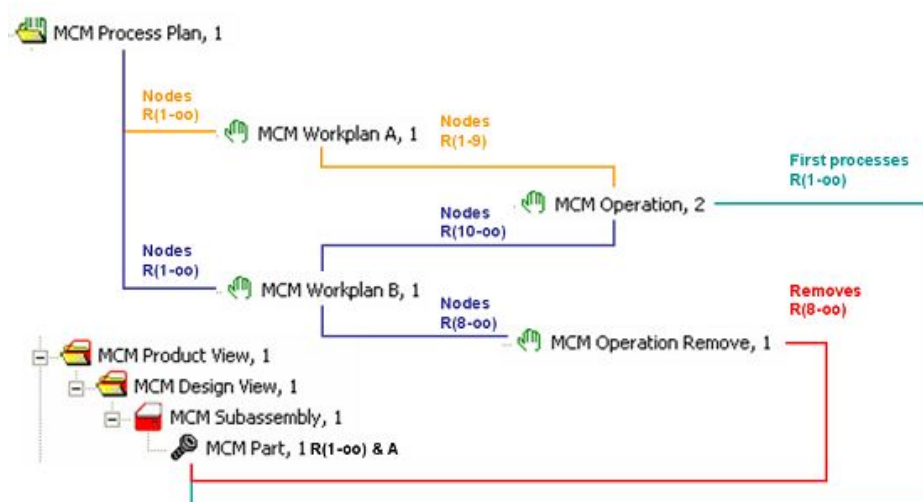 MCM Process Plan, 1
Nodes
R(1-oo)
MCM Workplan A, 1
Nodes
R(1-9)
First processes
R(1-oo)
MCM Operation, 2
Nodes
R(10-oo)
Nodes
R(1-oo)
MCM Workplan B, 1
Nodes
R(8-oo)
Removes
R(8-oo)
MCM Operation Remove, 1
MCM Product View, 1
MCM Design View, 1
MCM Subassembly, 1
MCM Part, 1 R(1-oo) & A